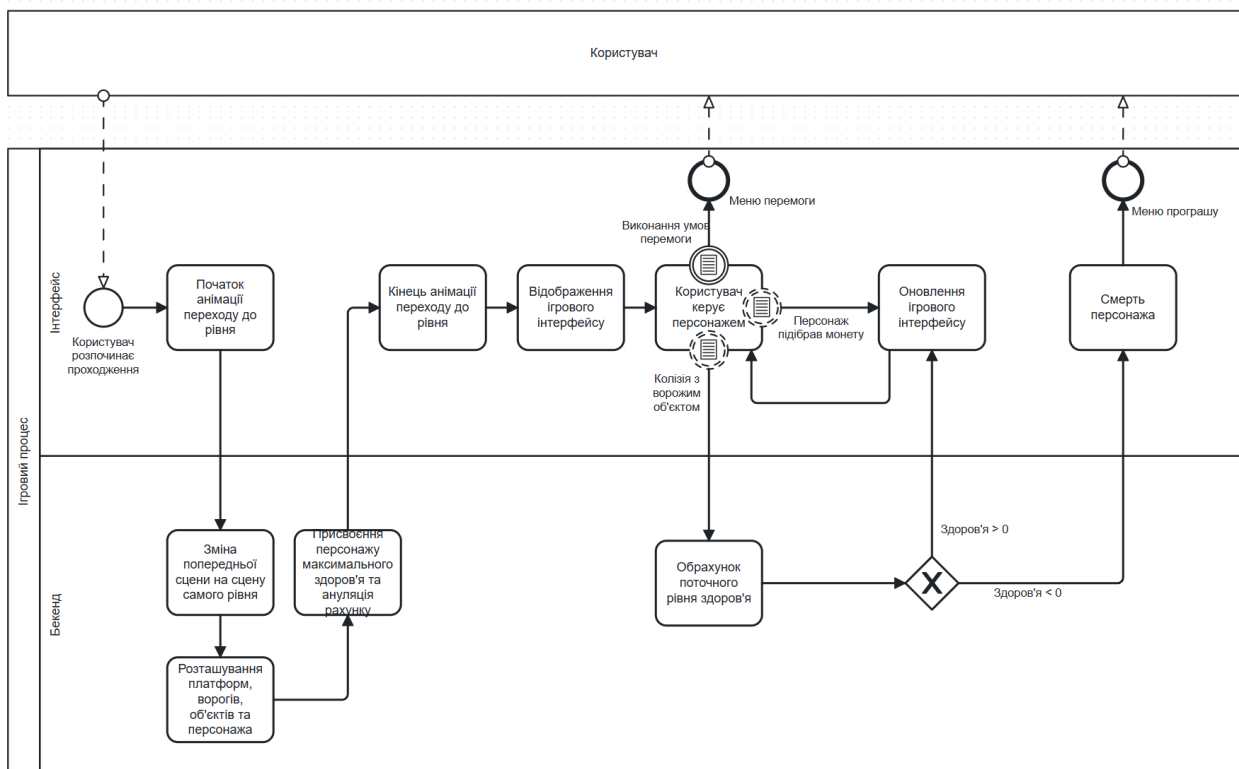 Користувач
Ігровий процес
Інтерфейс
Бекенд
Користувач
розпочинає
проходження
Початок
анімації
переходу до
рівня
Кінець анімації
переходу до
рівня
Відображення
ігрового
інтерфейсу
Меню перемоги
Виконання умов
перемоги
Користувач
керує
персонажем
Персонаж
підібрав монету
Колізія з
ворожим
об'єктом
Оновлення
ігрового
інтерфейсу
Меню програшу
Смерть
персонажа
Зміна
попередньої
сцени на сцену
самого рівня
Розташування
платформ,
ворогів,
об'єктів та
персонажа
Присвоєння
персонажу
максимального
здоров'я та
ануляція
рахунку
Обрахунок
поточного
рівня здоров'я
Здоров'я > 0
Здоров'я < 0